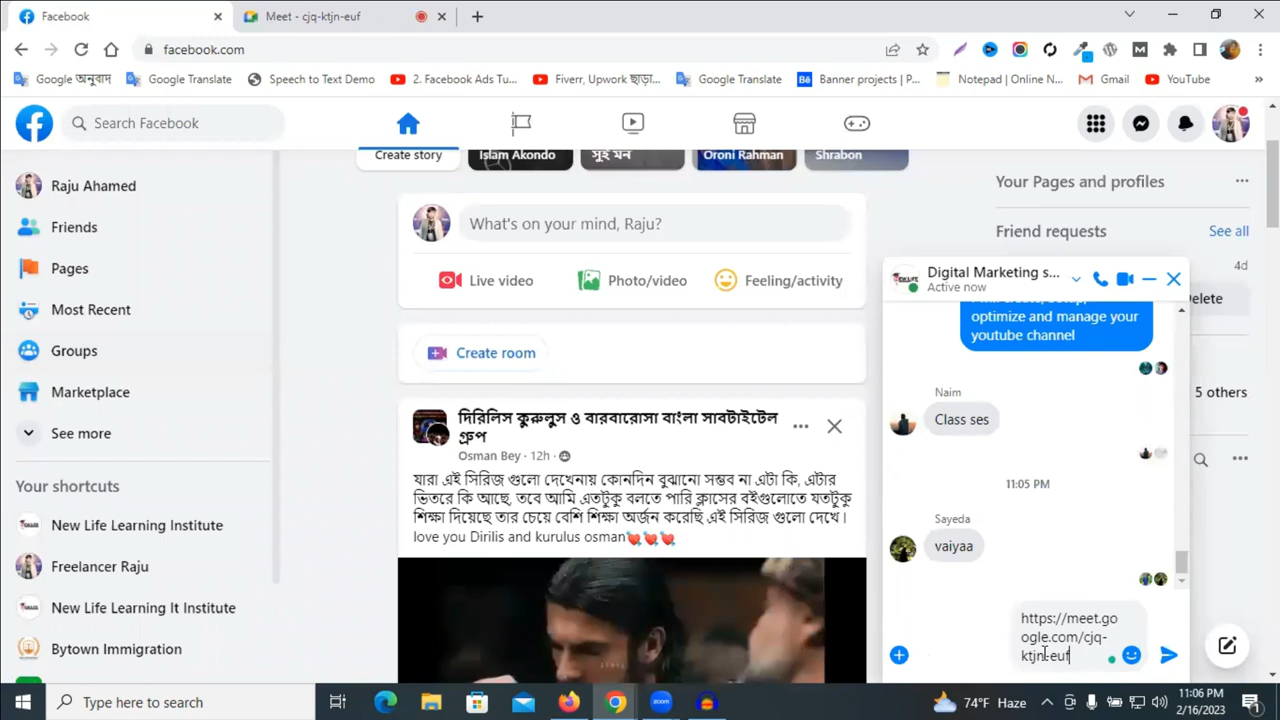 Facebook
Meet - cjq-ktjn-euf
facebook.com
Google অনুবাদ
Google Translate
Speech to Text Demo
2. Facebook Ads Tu...
Fiverr, Upwork ছাড়া...
Google Translate
Banner projects | P...
Notepad | Online N...
Gmail
YouTube
Search Facebook
Create story
Islam Akondo
সুই মন
Oroni Rahman
Shrabon
Raju Ahamed
Friends
Pages
Most Recent
Groups
Marketplace
See more
Your shortcuts
New Life Learning Institute
Freelancer Raju
New Life Learning It Institute
Bytown Immigration
What's on your mind, Raju?
Live video
Photo/video
Feeling/activity
Create room
দিরিলিস কুরুলুস ও বারবারোসা বাংলা সাবটাইটেল
গ্রুপ
Osman Bey · 12h ·
যারা এই সিরিজ গুলো দেখেনায় কোনদিন বুঝানো সম্ভব না এটা কি, এটার
ভিতরে কি আছে, তবে আমি এতটুকু বলতে পারি ক্লাসের বইগুলোতে যতটুকু
শিক্ষা দিয়েছে তার চেয়ে বেশি শিক্ষা অর্জন করেছি এই সিরিজ গুলো দেখে।
love you Dirilis and kurulus osman💘💘💘
Your Pages and profiles
Friend requests
See all
4d
Delete
5 others
Digital Marketing s...
Active now
optimize and manage your
youtube channel
Naim
Class ses
11:05 PM
Sayeda
vaiyaa
https://meet.go
ogle.com/cjq-
ktjn-euf
Type here to search
zoom
74°F Haze
11:06 PM
2/16/2023
1